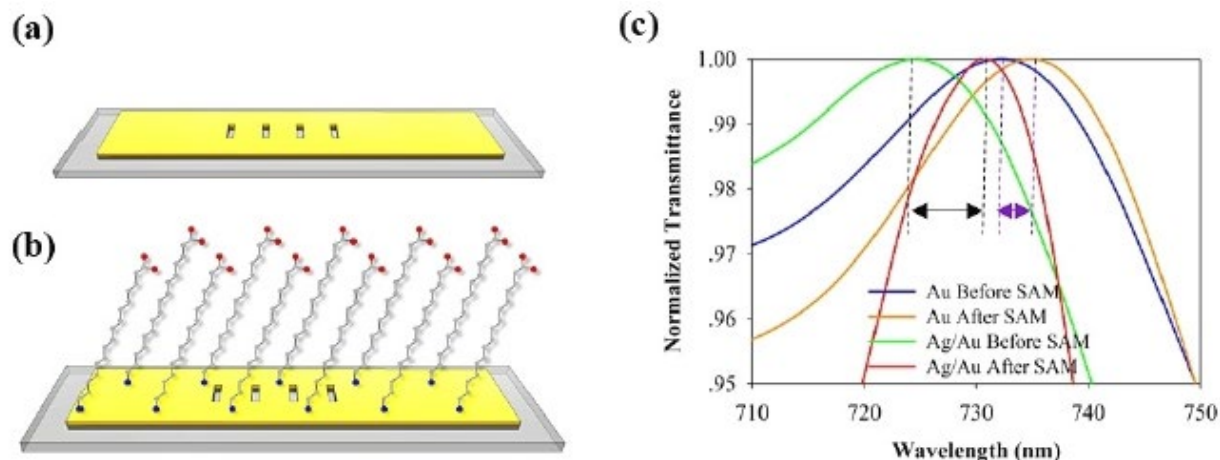 (a)
(b)
(c)
Normalized Transmittance
1.00
.99
.98
.97
.96
.95
Au Before SAM
Au After SAM
Ag/Au Before SAM
Ag/Au After SAM
710
720
730
740
750
Wavelength (nm)